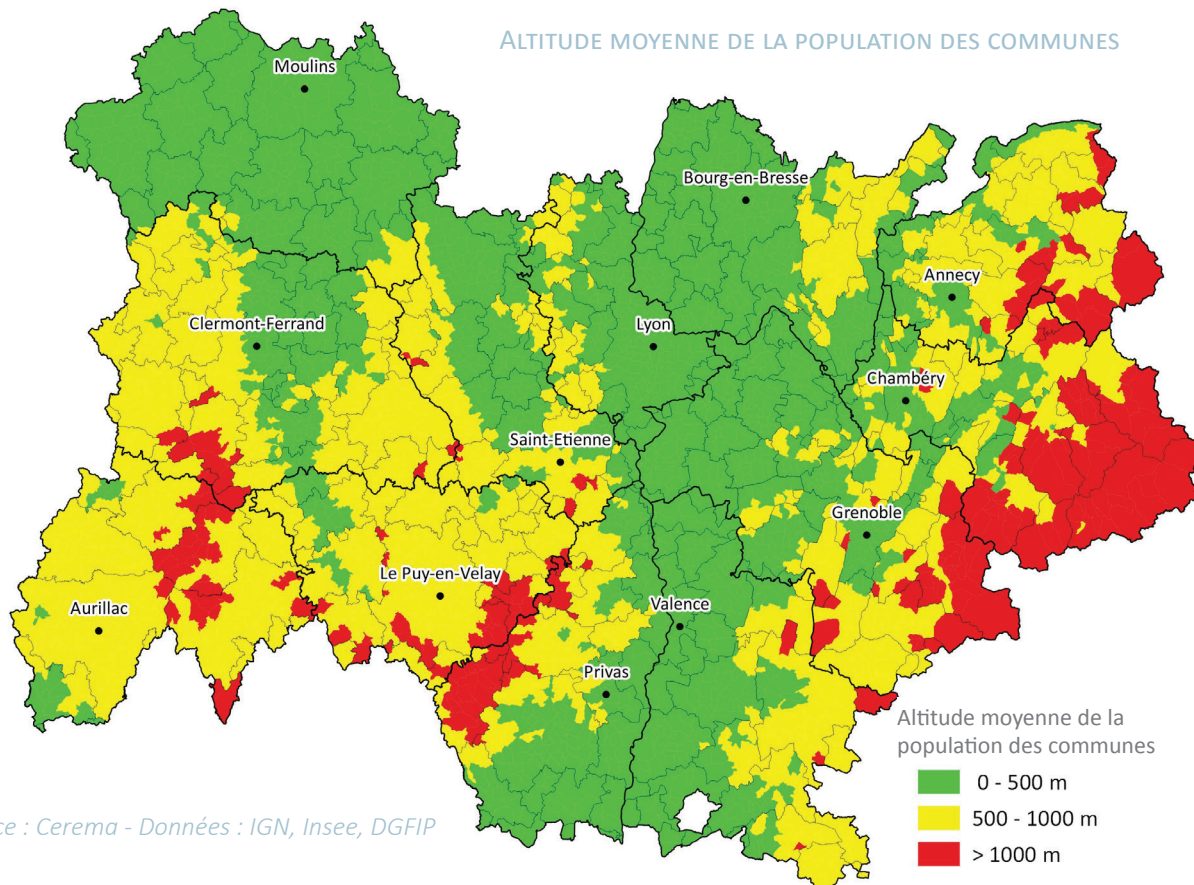 ALTITUDE MOYENNE DE LA POPULATION DES COMMUNES
Moulins
Bourg-en-Bresse
Annecy
Clermont-Ferrand
Lyon
Chambéry
Saint-Etienne
Grenoble
Le Puy-en-Velay
Valence
Aurillac
Privas
Altitude moyenne de la
population des communes
0 - 500 m
500 - 1000 m
> 1000 m
ce : Cerema - Données : IGN, Insee, DGFIP